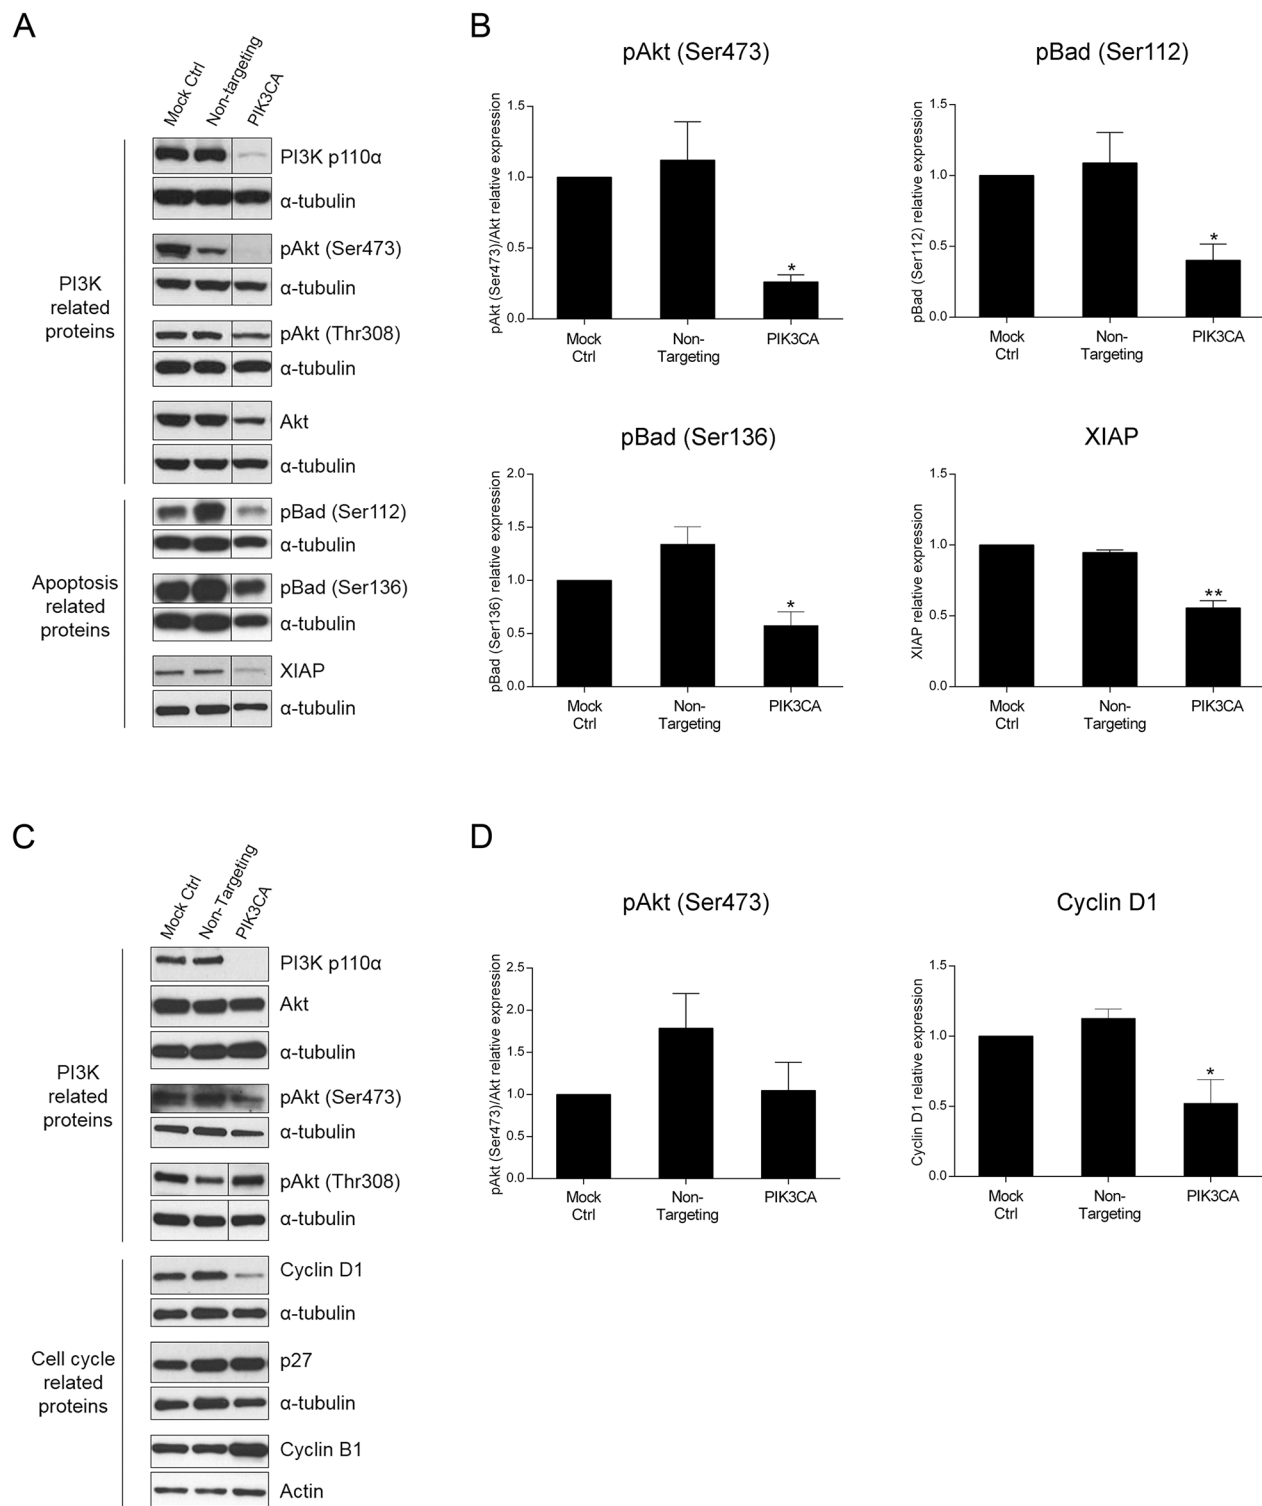 A
Mock Ctrl
Non-targeting
PIK3CA
PI3K
related
proteins
PI3K p110α
α-tubulin
pAkt (Ser473)
α-tubulin
pAkt (Thr308)
α-tubulin
Akt
α-tubulin
Apoptosis
related
proteins
pBad (Ser112)
α-tubulin
pBad (Ser136)
α-tubulin
XIAP
α-tubulin
B
pAkt (Ser473)
pAkt (Ser473)/Akt relative expression
1.5
1.0
0.5
0.0
*
Mock
Ctrl
Non-
Targeting
PIK3CA
pBad (Ser112)
pBad (Ser112) relative expression
1.5
1.0
0.5
0.0
*
Mock
Ctrl
Non-
Targeting
PIK3CA
pBad (Ser136)
pBad (Ser136) relative expression
2.0
1.5
1.0
0.5
0.0
*
Mock
Ctrl
Non-
Targeting
PIK3CA
XIAP
XIAP relative expression
1.5
1.0
0.5
0.0
**
Mock
Ctrl
Non-
Targeting
PIK3CA
C
Mock Ctrl
Non-Targeting
PIK3CA
PI3K
related
proteins
PI3K p110α
Akt
α-tubulin
pAkt (Ser473)
α-tubulin
pAkt (Thr308)
α-tubulin
Cell cycle
related
proteins
Cyclin D1
α-tubulin
p27
α-tubulin
Cyclin B1
Actin
D
pAkt (Ser473)
pAkt (Ser473)/Akt relative expression
2.5
2.0
1.5
1.0
0.5
0.0
Mock
Ctrl
Non-
Targeting
PIK3CA
Cyclin D1
Cyclin D1 relative expression
1.5
1.0
0.5
0.0
*
Mock
Ctrl
Non-
Targeting
PIK3CA